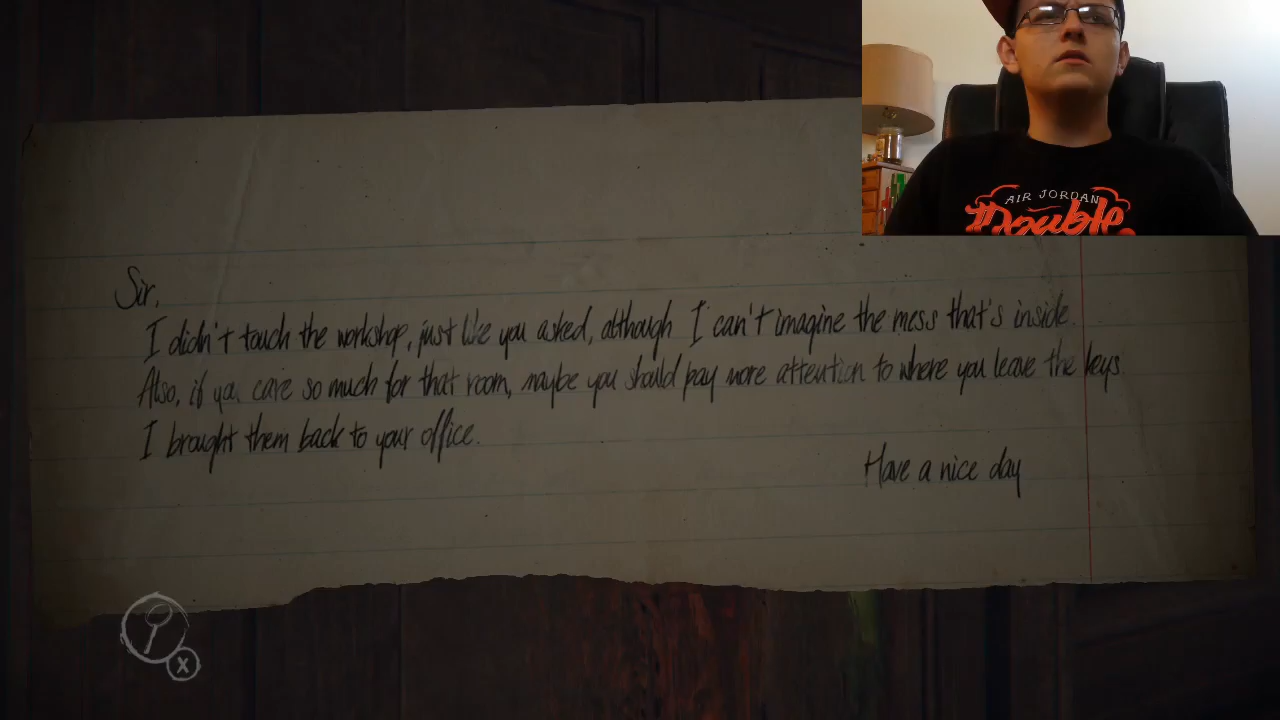 AIR JORDAN
Double
Sir,
I didn't touch the workshop, just like you asked, although I can't imagine the mess that's inside.
Also, if you care so much for that room, maybe you should pay more attention to where you leave the keys.
I brought them back to your office.
Have a nice day
X